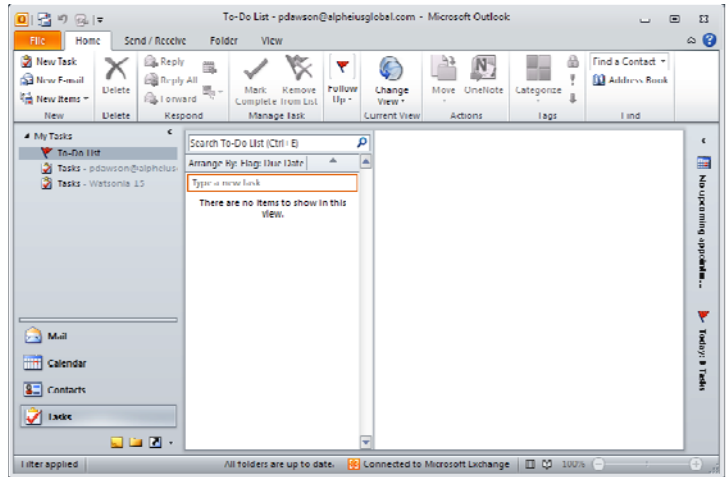 To-Do List - pdawson@alpheiusglobal.com - Microsoft Outlook
File Home Send / Receive Folder View
New Task
New E-mail
New Items
Delete
Reply
Reply All
Forward
Mark Complete
Remove from List
Follow Up
Change View
Move
OneNote
Categorize
Find a Contact
Address Book
New Delete Respond Manage Task Current View Actions Tags Find
My Tasks
To-Do List
Tasks - pdawson@alpheius
Tasks - Watsonia 15
Search To-Do List (Ctrl+E)
Arrange By: Flag: Due Date
Type a new task
There are no items to show in this
view.
No upcoming appointm...
Today: 0 Tasks
Mail
Calendar
Contacts
Tasks
Filter applied
All folders are up to date. Connected to Microsoft Exchange 100%